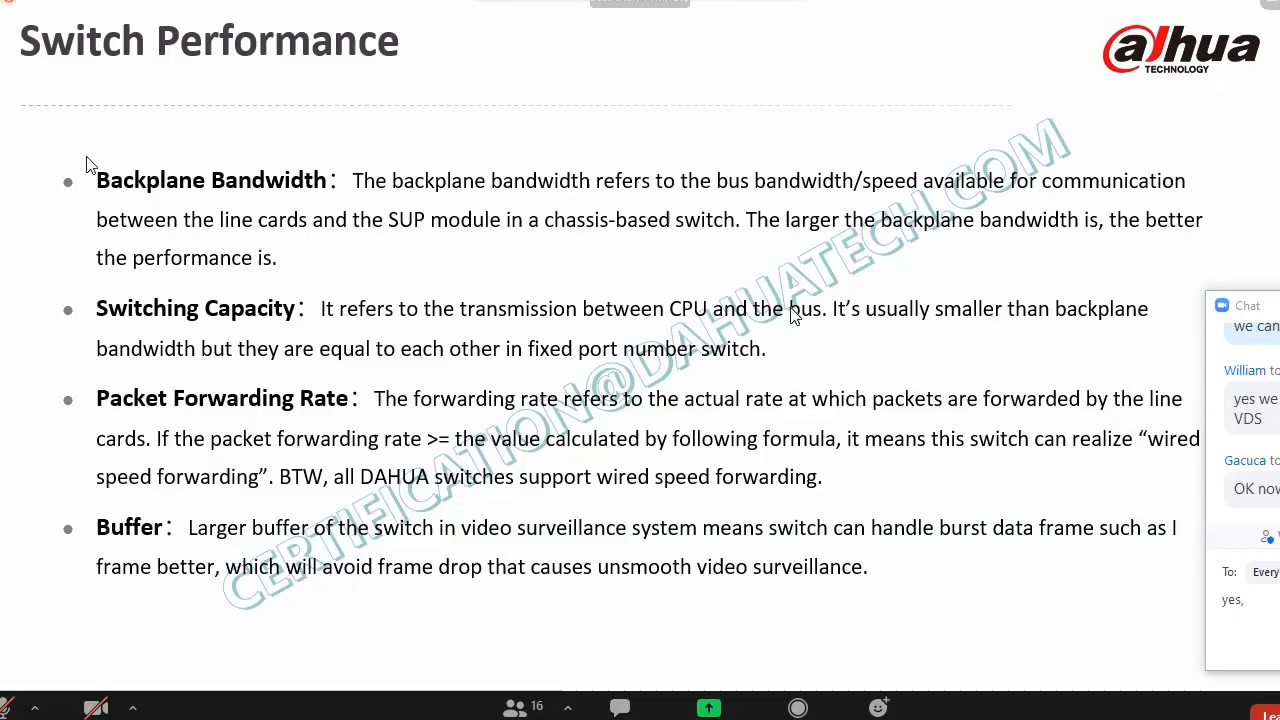 Switch Performance
alhua
TECHNOLOGY
Backplane Bandwidth： The backplane bandwidth refers to the bus bandwidth/speed available for communication
between the line cards and the SUP module in a chassis-based switch. The larger the backplane bandwidth is, the better
the performance is.
Switching Capacity： It refers to the transmission between CPU and the bus. It’s usually smaller than backplane
bandwidth but they are equal to each other in fixed port number switch.
Packet Forwarding Rate： The forwarding rate refers to the actual rate at which packets are forwarded by the line
cards. If the packet forwarding rate >= the value calculated by following formula, it means this switch can realize “wired
speed forwarding”. BTW, all DAHUA switches support wired speed forwarding.
Buffer： Larger buffer of the switch in video surveillance system means switch can handle burst data frame such as I
frame better, which will avoid frame drop that causes unsmooth video surveillance.
CERTIFICATION@DAHUATECH.COM
Chat
we can
William to
yes we
VDS
Gacuca to
OK now
To: Every
yes,
16